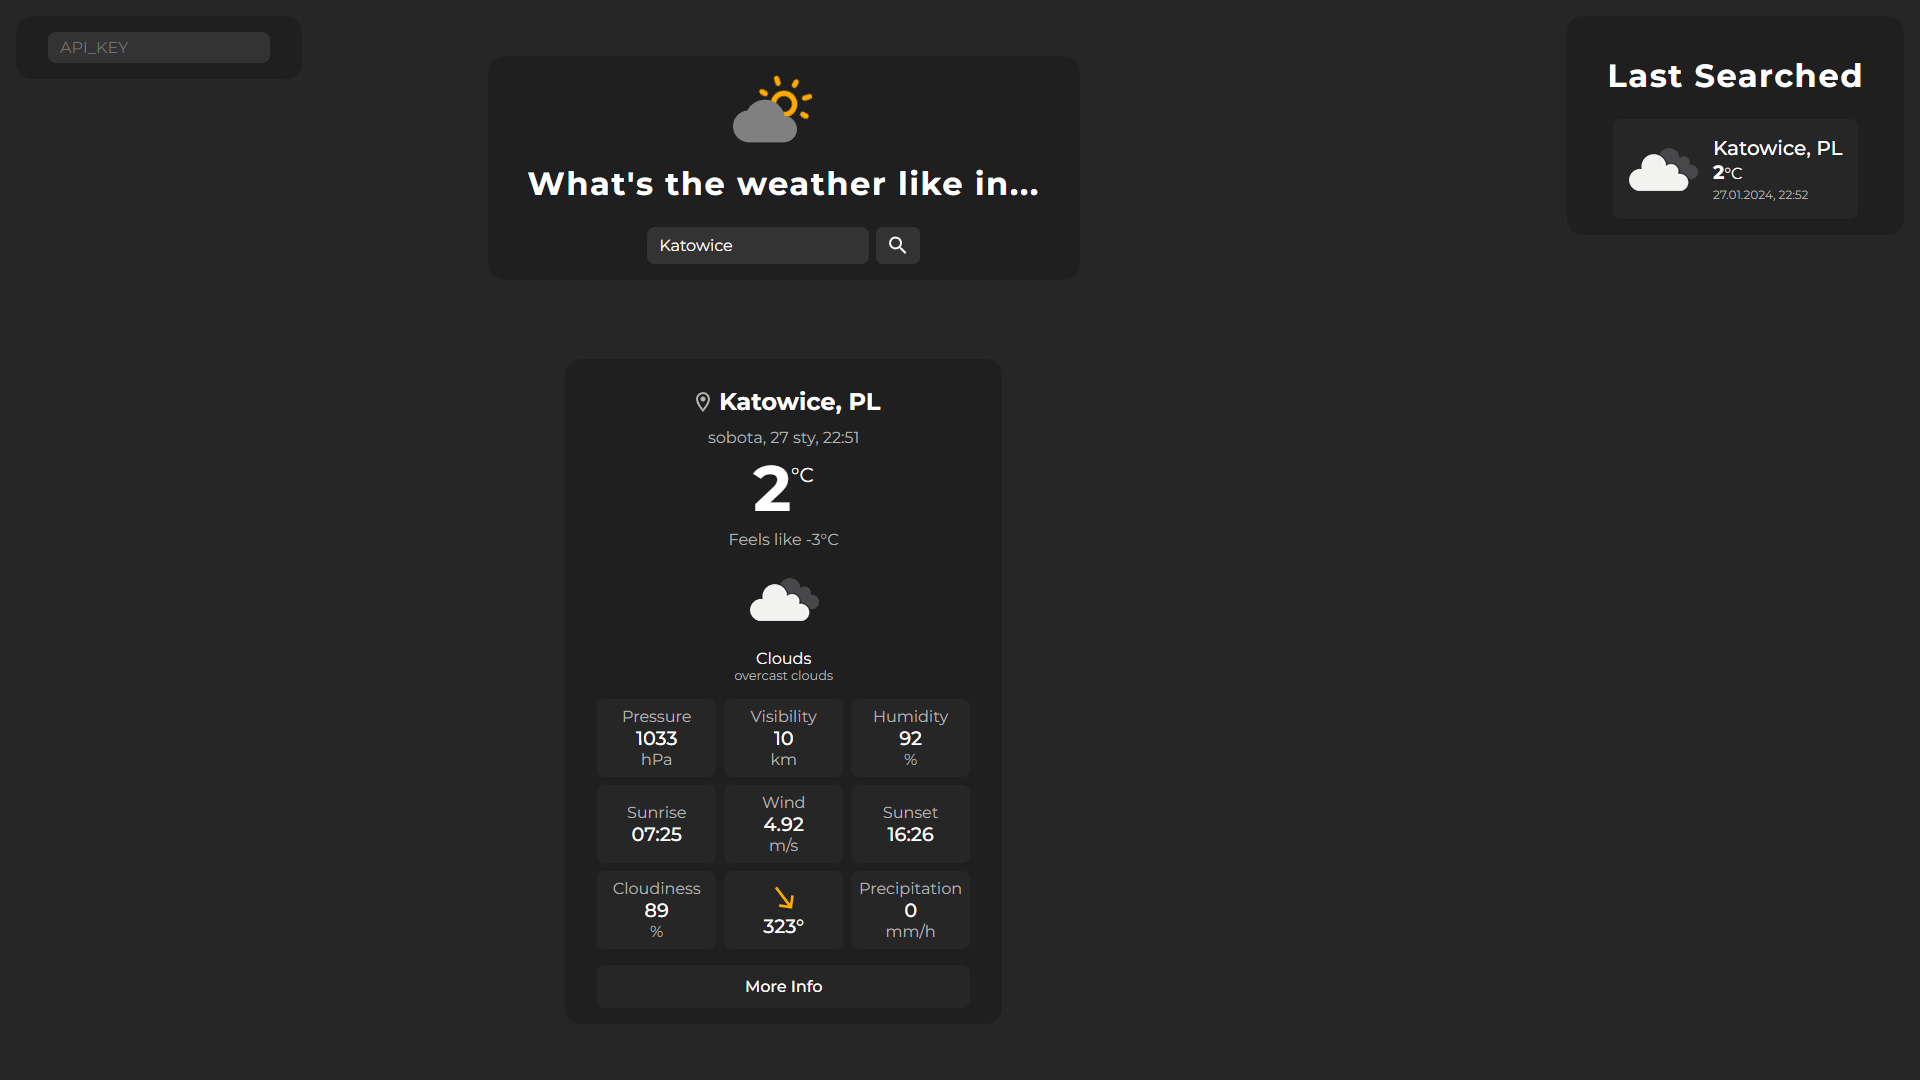 API_KEY
What's the weather like in...
Katowice
Last Searched
Katowice, PL
2°C
27.01.2024, 22:52
Katowice, PL
sobota, 27 sty, 22:51
2°C
Feels like -3°C
Clouds
overcast clouds
Pressure
1033
hPa
Visibility
10
km
Humidity
92
%
Sunrise
07:25
Wind
4.92
m/s
Sunset
16:26
Cloudiness
89
%
323°
Precipitation
0
mm/h
More Info